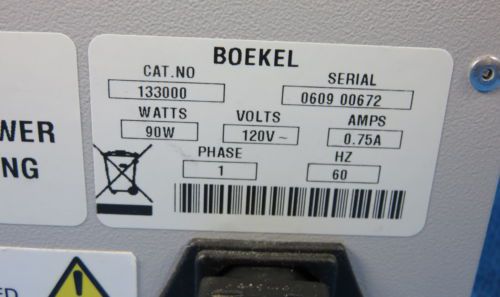 BOEKEL
CAT.NO SERIAL
133000 0609 00672
WATTS VOLTS AMPS
90W 120V ~ 0.75A
PHASE HZ
1 60
WER
NG
ED